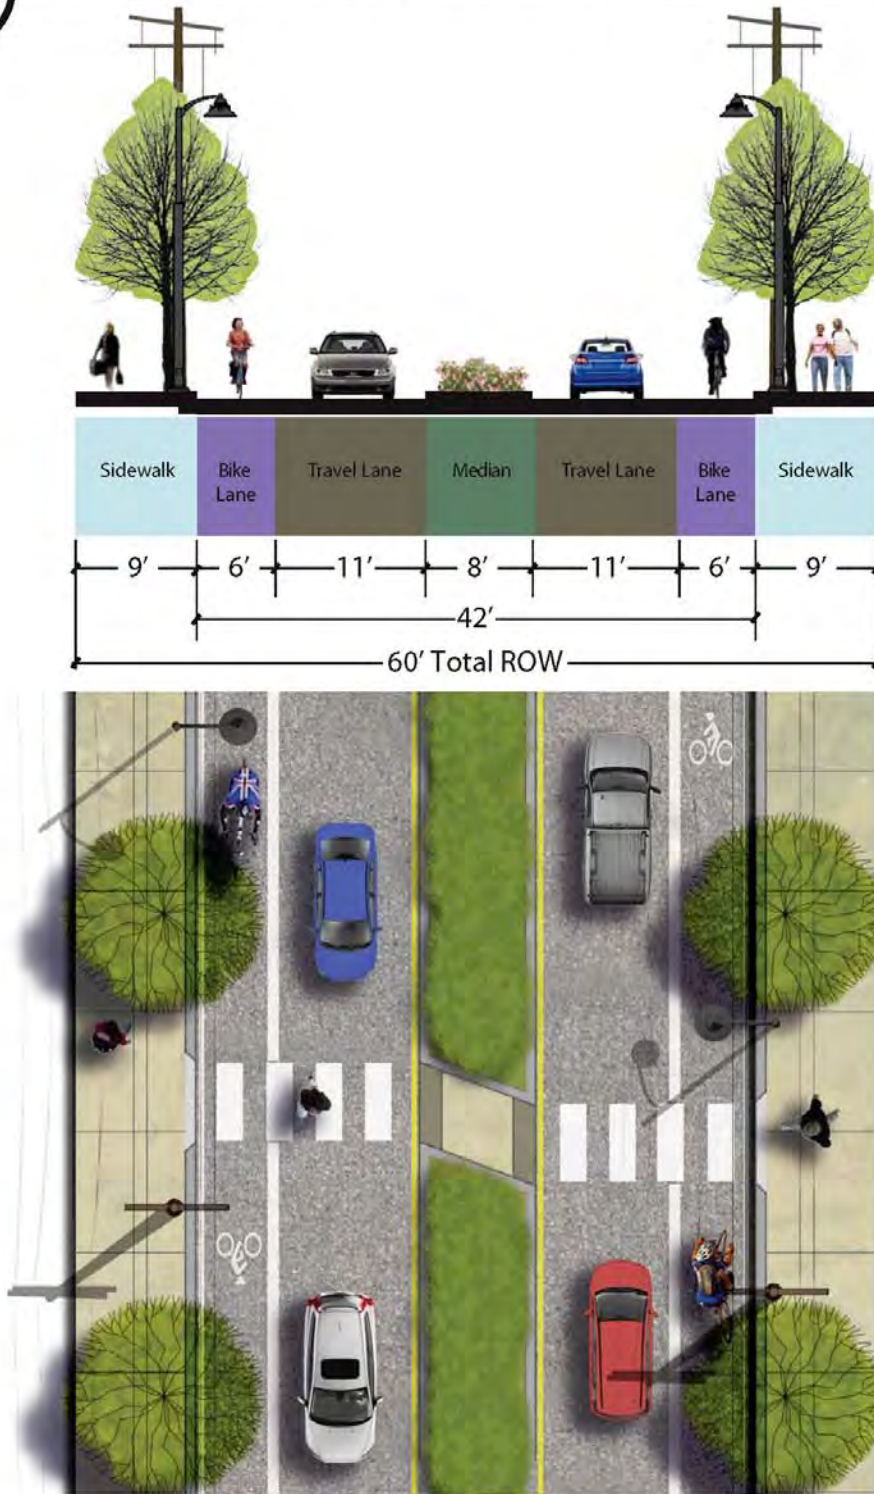 Sidewalk Bike Lane Travel Lane Median Travel Lane Bike Lane Sidewalk
9' 6' 11' 8' 11' 6' 9'
42'
60' Total ROW